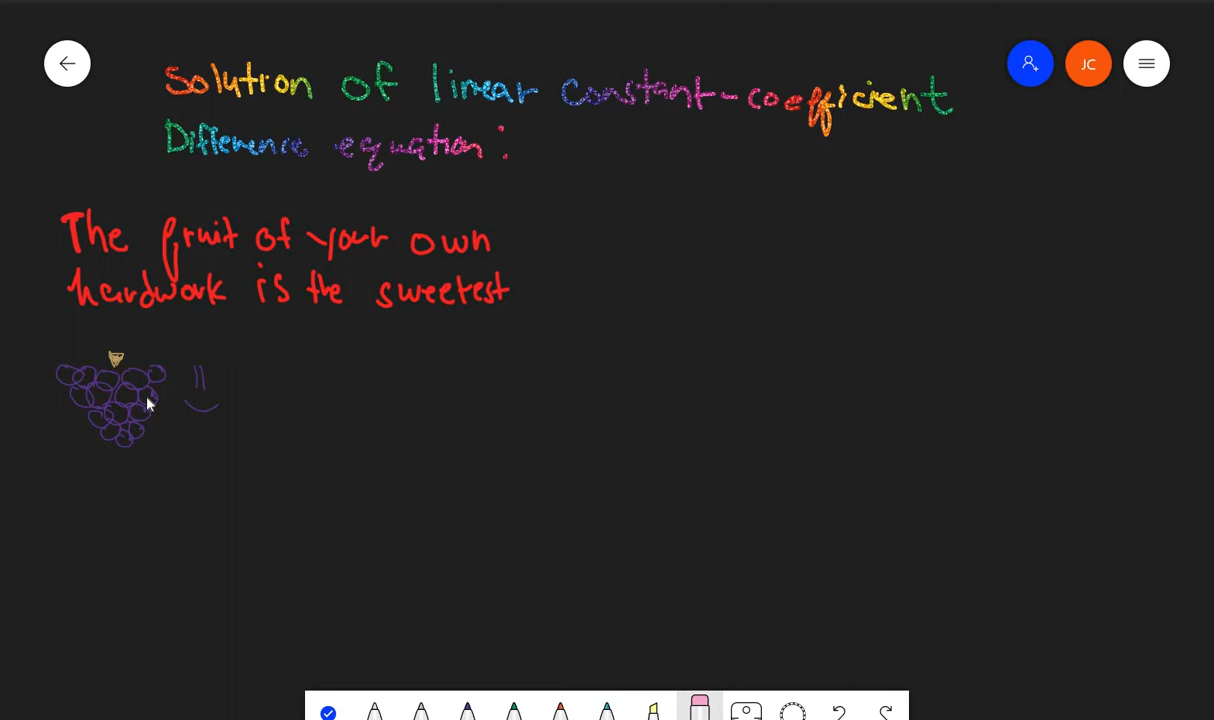 Solution of linear constant-coefficient
Difference equation:
JC
The fruit of your own
hardwork is the sweetest